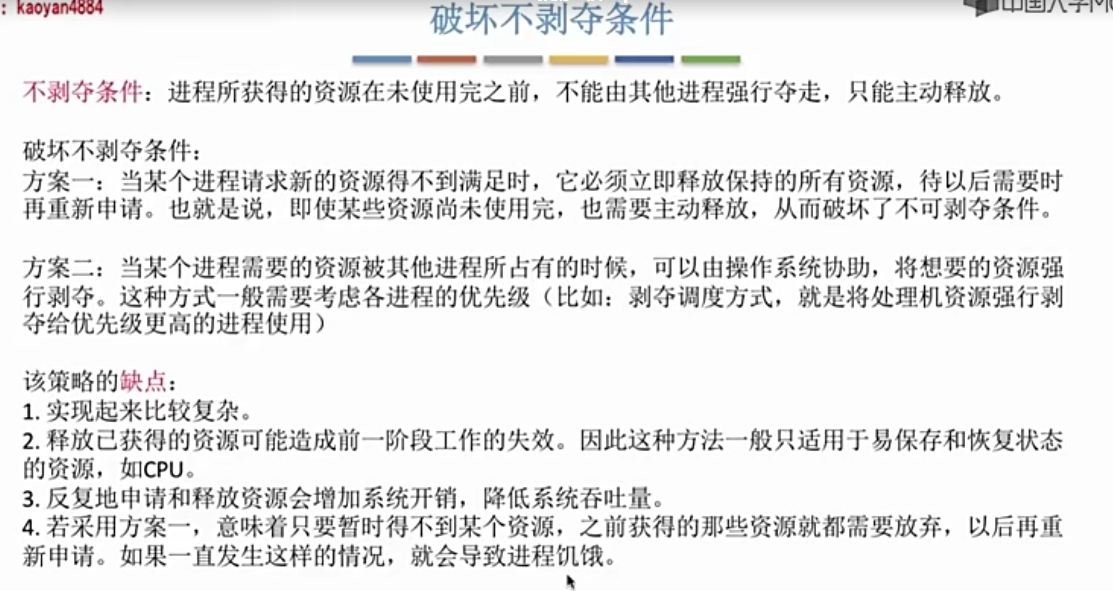 ：kaoyan4884
破坏不剥夺条件
不剥夺条件：进程所获得的资源在未使用完之前，不能由其他进程强行夺走，只能主动释放。
破坏不剥夺条件：
方案一：当某个进程请求新的资源得不到满足时，它必须立即释放保持的所有资源，待以后需要时
再重新申请。也就是说，即使某些资源尚未使用完，也需要主动释放，从而破坏了不可剥夺条件。
方案二：当某个进程需要的资源被其他进程所占有的时候，可以由操作系统协助，将想要的资源强
行剥夺。这种方式一般需要考虑各进程的优先级（比如：剥夺调度方式，就是将处理机资源强行剥
夺给优先级更高的进程使用）
该策略的缺点：
1. 实现起来比较复杂。
2. 释放已获得的资源可能造成前一阶段工作的失效。因此这种方法一般只适用于易保存和恢复状态
的资源，如CPU。
3. 反复地申请和释放资源会增加系统开销，降低系统吞吐量。
4. 若采用方案一，意味着只要暂时得不到某个资源，之前获得的那些资源就都需要放弃，以后再重
新申请。如果一直发生这样的情况，就会导致进程饥饿。